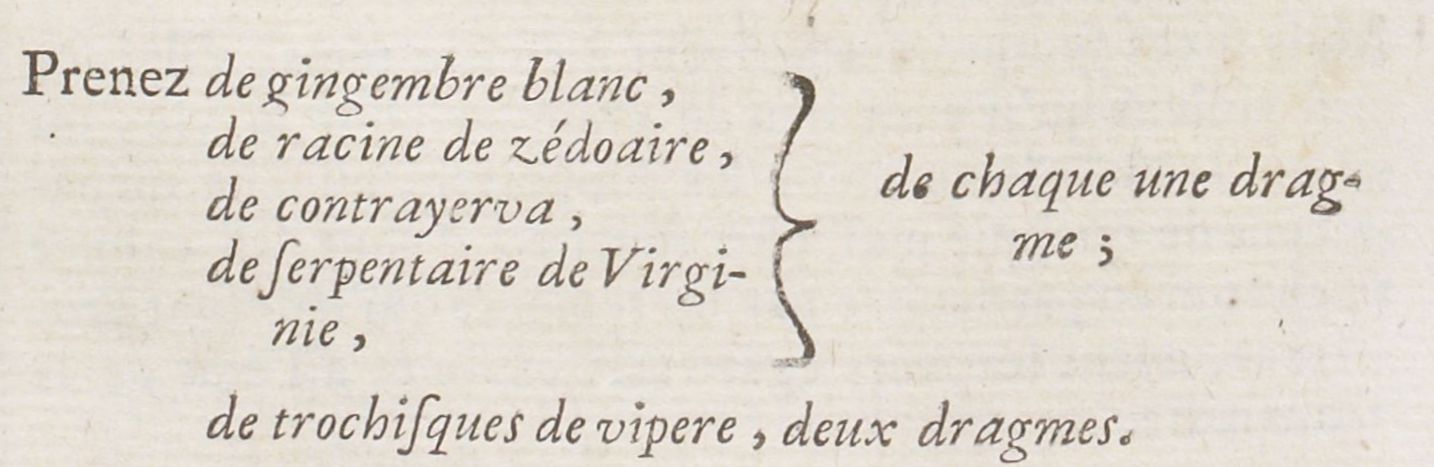 Prenez de gingembre blanc,
de racine de zédoaire,
de contrayerva,
de ſerpentaire de Virgi-
nie,
de chaque une drag-
me ;
de trochiſques de vipere, deux dragmes.